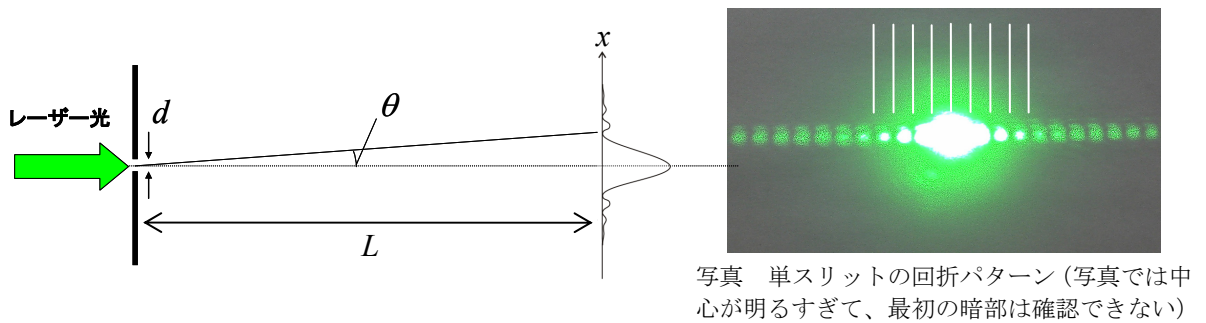 x
レーザー光
d
θ
L
写真　単スリットの回折パターン（写真では中
心が明るすぎて、最初の暗部は確認できない）